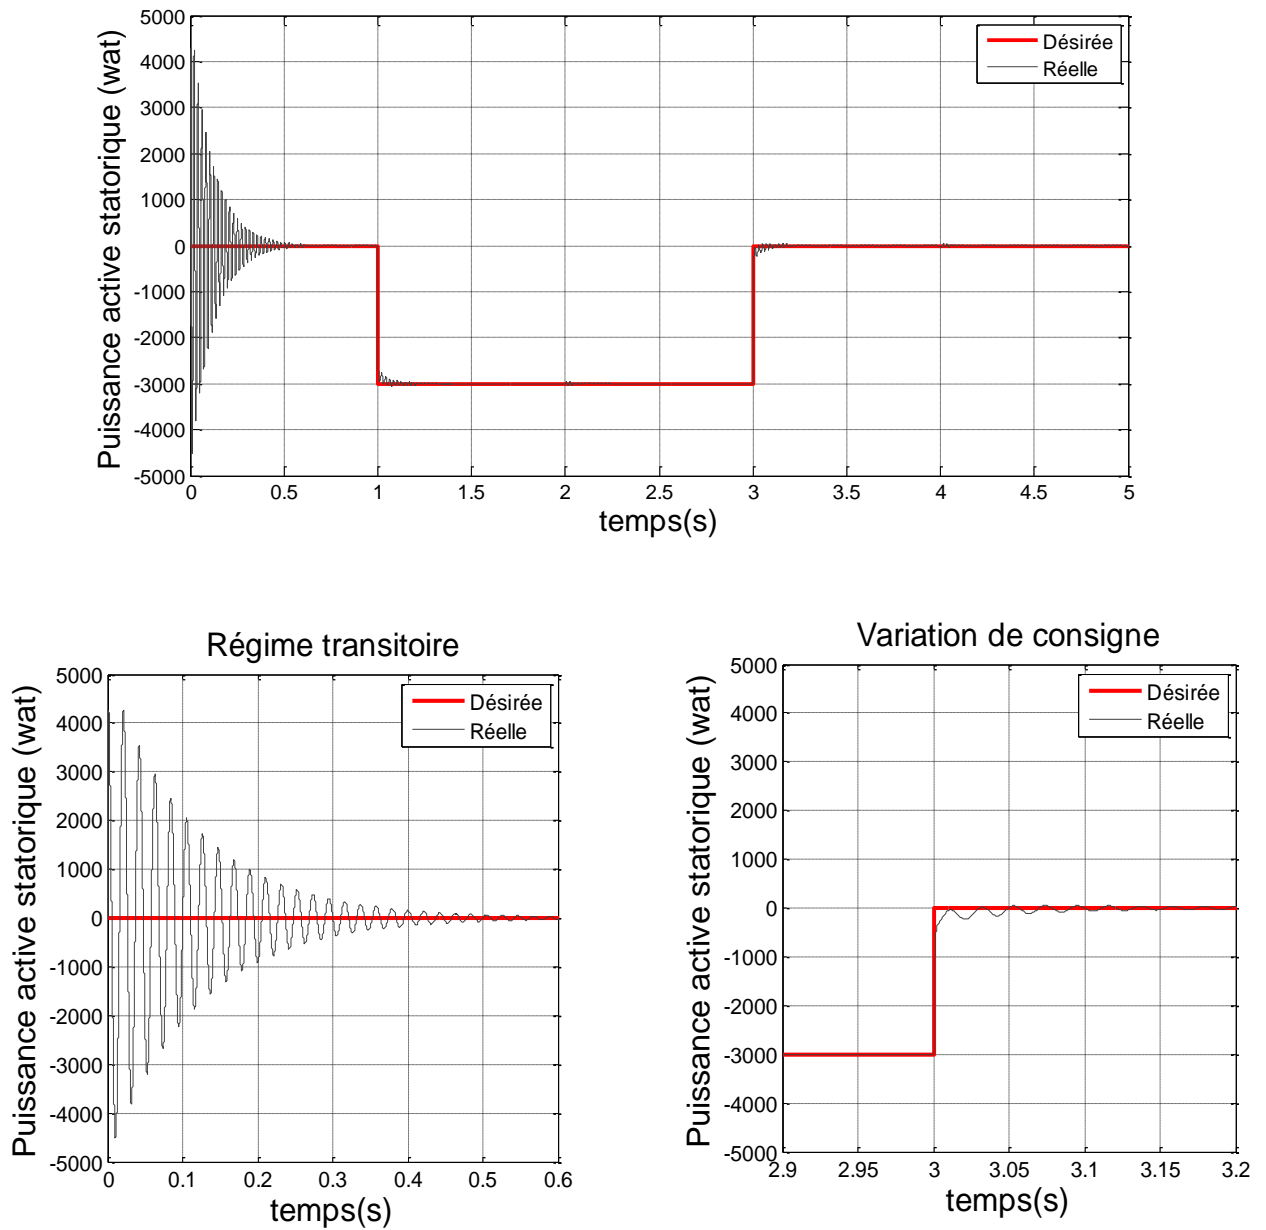 5000
4000
3000
2000
1000
0
-1000
-2000
-3000
-4000
-5000
Puissance active statorique (wat)
Désirée
Réelle
0 0.5 1 1.5 2 2.5 3 3.5 4 4.5 5
temps(s)
Régime transitoire
5000
4000
3000
2000
1000
0
-1000
-2000
-3000
-4000
-5000
Puissance active statorique (wat)
Désirée
Réelle
0 0.1 0.2 0.3 0.4 0.5 0.6
temps(s)
Variation de consigne
5000
4000
3000
2000
1000
0
-1000
-2000
-3000
-4000
-5000
Puissance active statorique (wat)
Désirée
Réelle
2.9 2.95 3 3.05 3.1 3.15 3.2
temps(s)